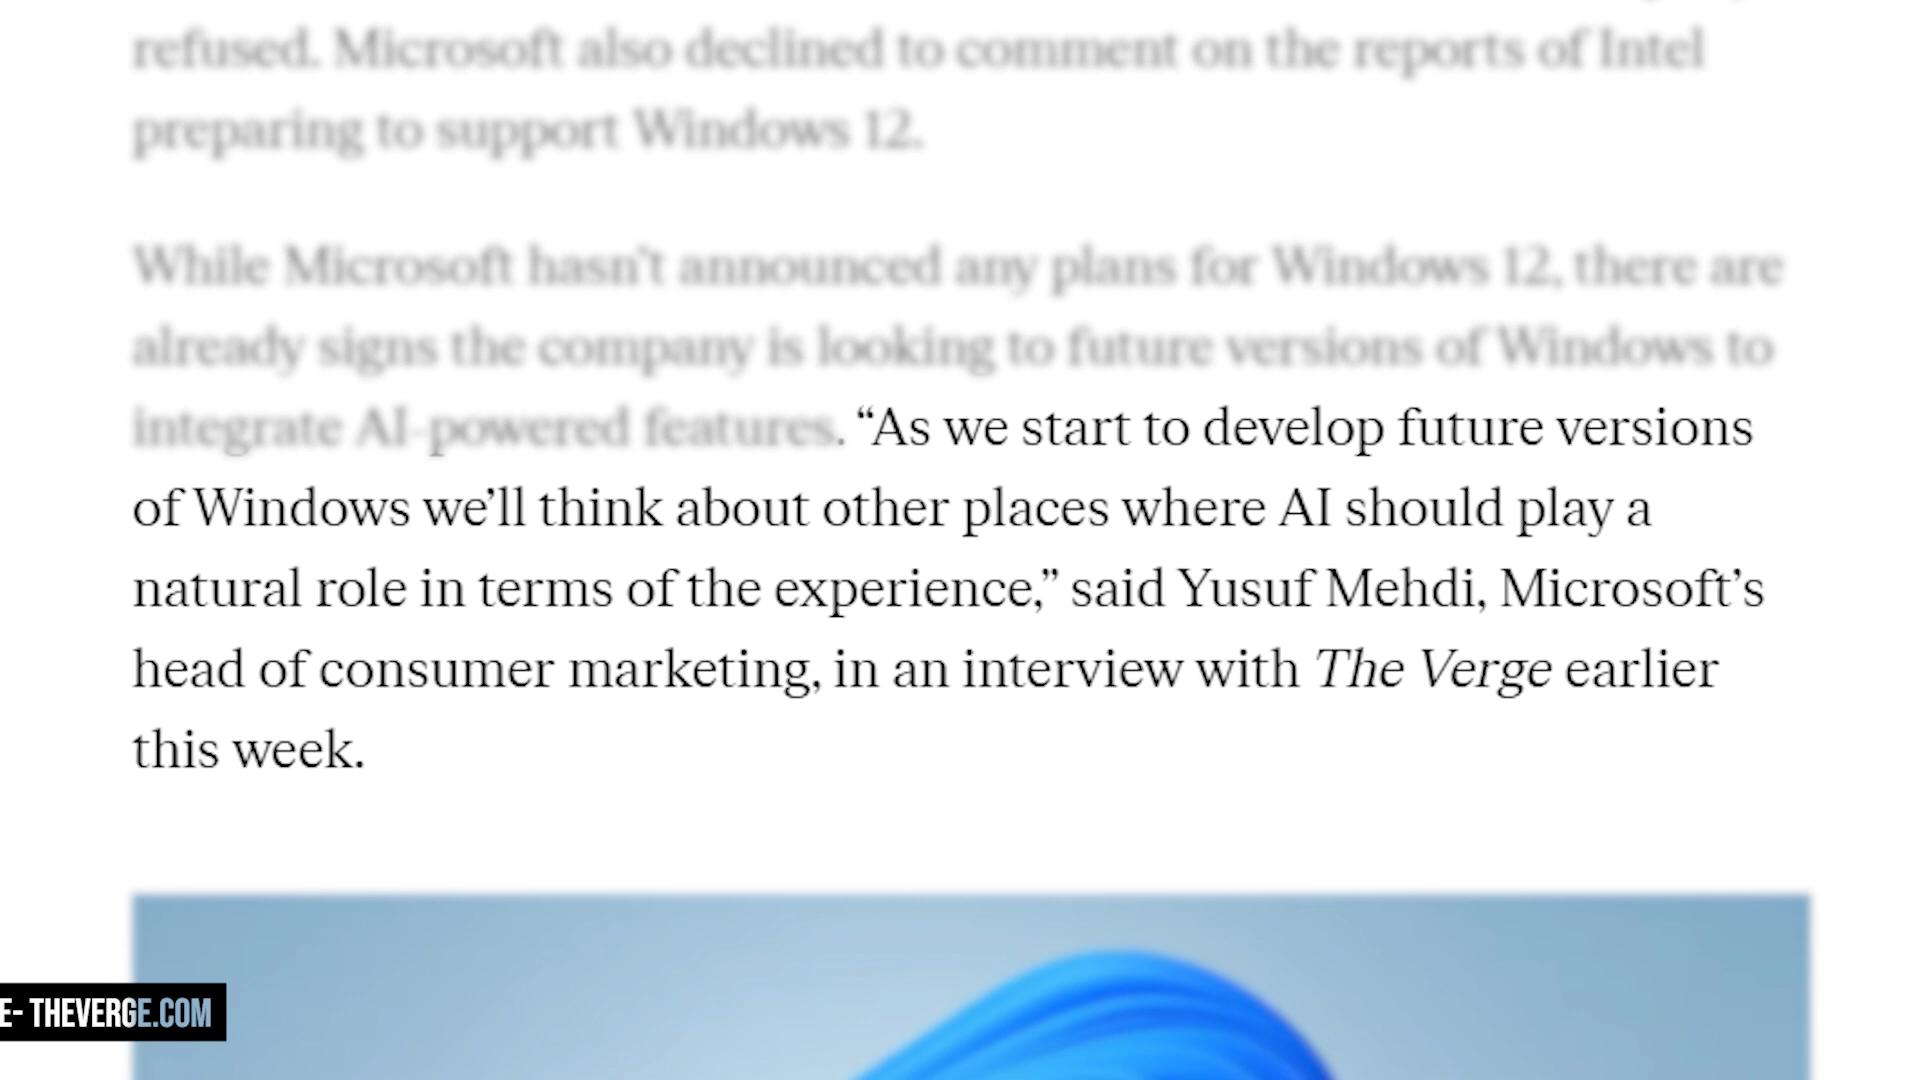 refused. Microsoft also declined to comment on the reports of Intel
preparing to support Windows 12.
While Microsoft hasn’t announced any plans for Windows 12, there are
already signs the company is looking to future versions of Windows to
integrate AI-powered features. “As we start to develop future versions
of Windows we’ll think about other places where AI should play a
natural role in terms of the experience,” said Yusuf Mehdi, Microsoft’s
head of consumer marketing, in an interview with The Verge earlier
this week.
E- THEVERGE.COM